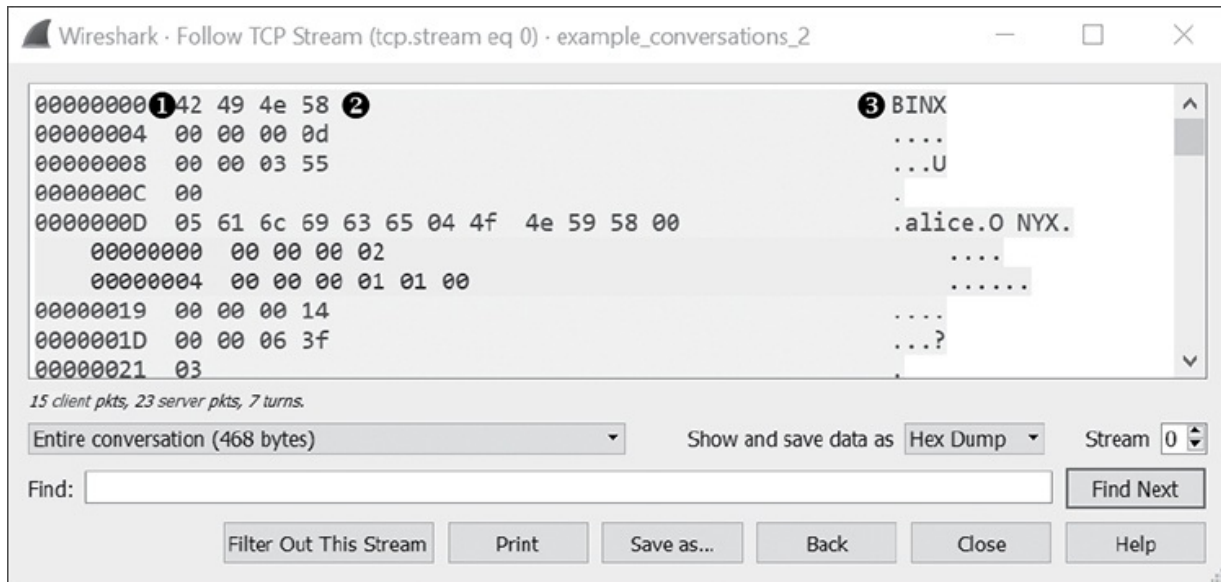 Wireshark · Follow TCP Stream (tcp.stream eq 0) · example_conversations_2
00000000 ❶ 42 49 4e 58 ❷ ❸ BINX
00000004 00 00 00 0d ....
00000008 00 00 03 55 ...U
0000000C 00 .
0000000D 05 61 6c 69 63 65 04 4f 4e 59 58 00 .alice.O NYX.
00000000 00 00 00 02 ....
00000004 00 00 00 01 01 00 ......
00000019 00 00 00 14 ....
0000001D 00 00 06 3f ...?
00000021 03 .
15 client pkts, 23 server pkts, 7 turns.
Entire conversation (468 bytes) Show and save data as Hex Dump Stream 0
Find: Find Next
Filter Out This Stream Print Save as... Back Close Help